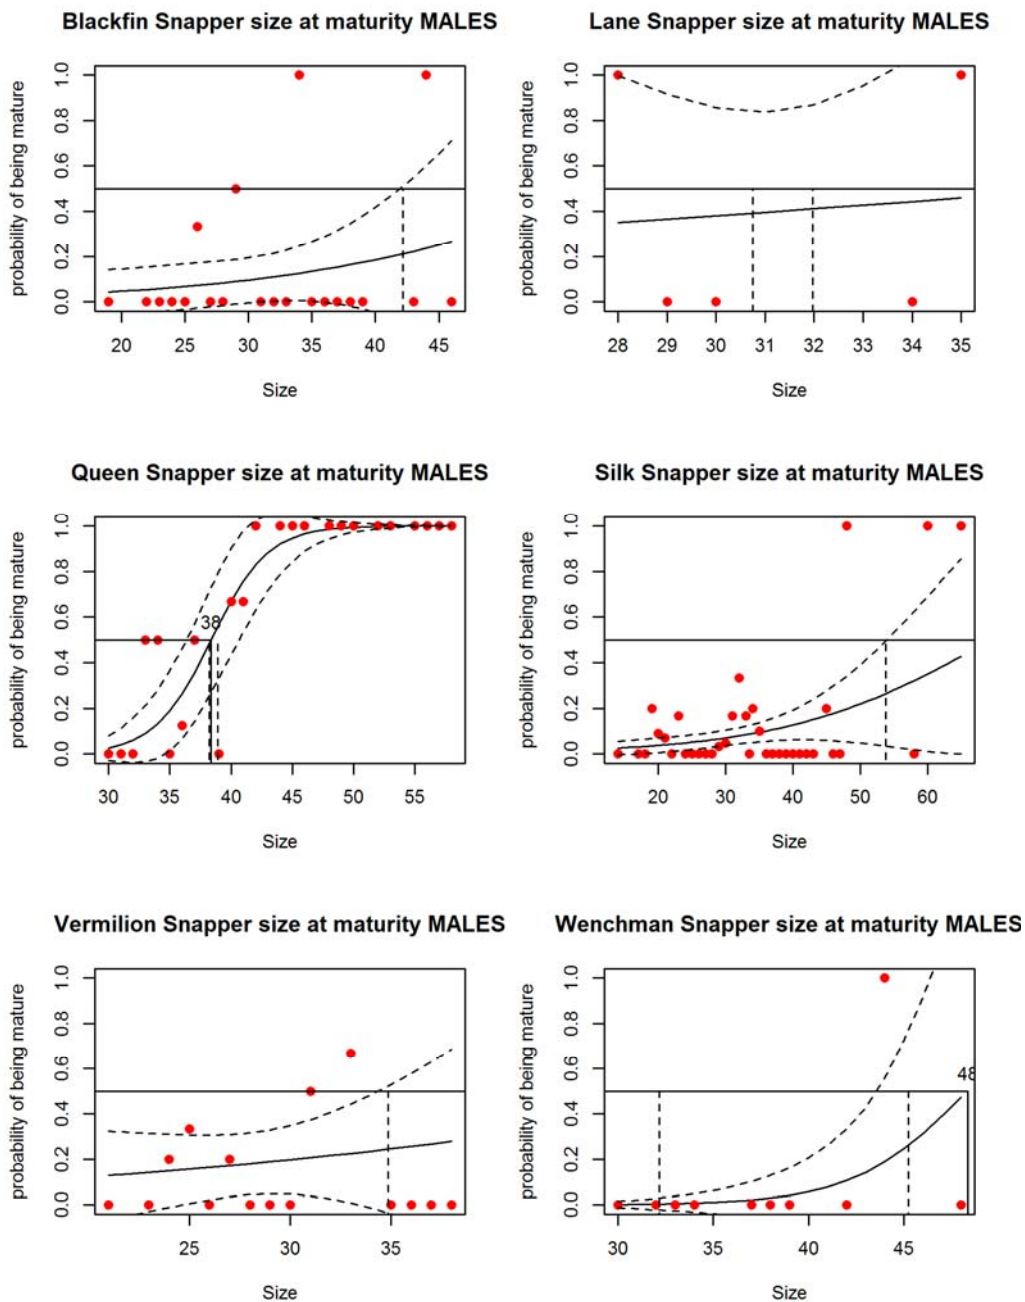 Blackfin Snapper size at maturity MALES
probability of being mature
0.0 0.2 0.4 0.6 0.8 1.0
20 25 30 35 40 45
Size
Lane Snapper size at maturity MALES
probability of being mature
0.0 0.2 0.4 0.6 0.8 1.0
28 29 30 31 32 33 34 35
Size
Queen Snapper size at maturity MALES
probability of being mature
0.0 0.2 0.4 0.6 0.8 1.0
38
30 35 40 45 50 55
Size
Silk Snapper size at maturity MALES
probability of being mature
0.0 0.2 0.4 0.6 0.8 1.0
20 30 40 50 60
Size
Vermilion Snapper size at maturity MALES
probability of being mature
0.0 0.2 0.4 0.6 0.8 1.0
25 30 35
Size
Wenchman Snapper size at maturity MALES
probability of being mature
0.0 0.2 0.4 0.6 0.8 1.0
48
30 35 40 45
Size